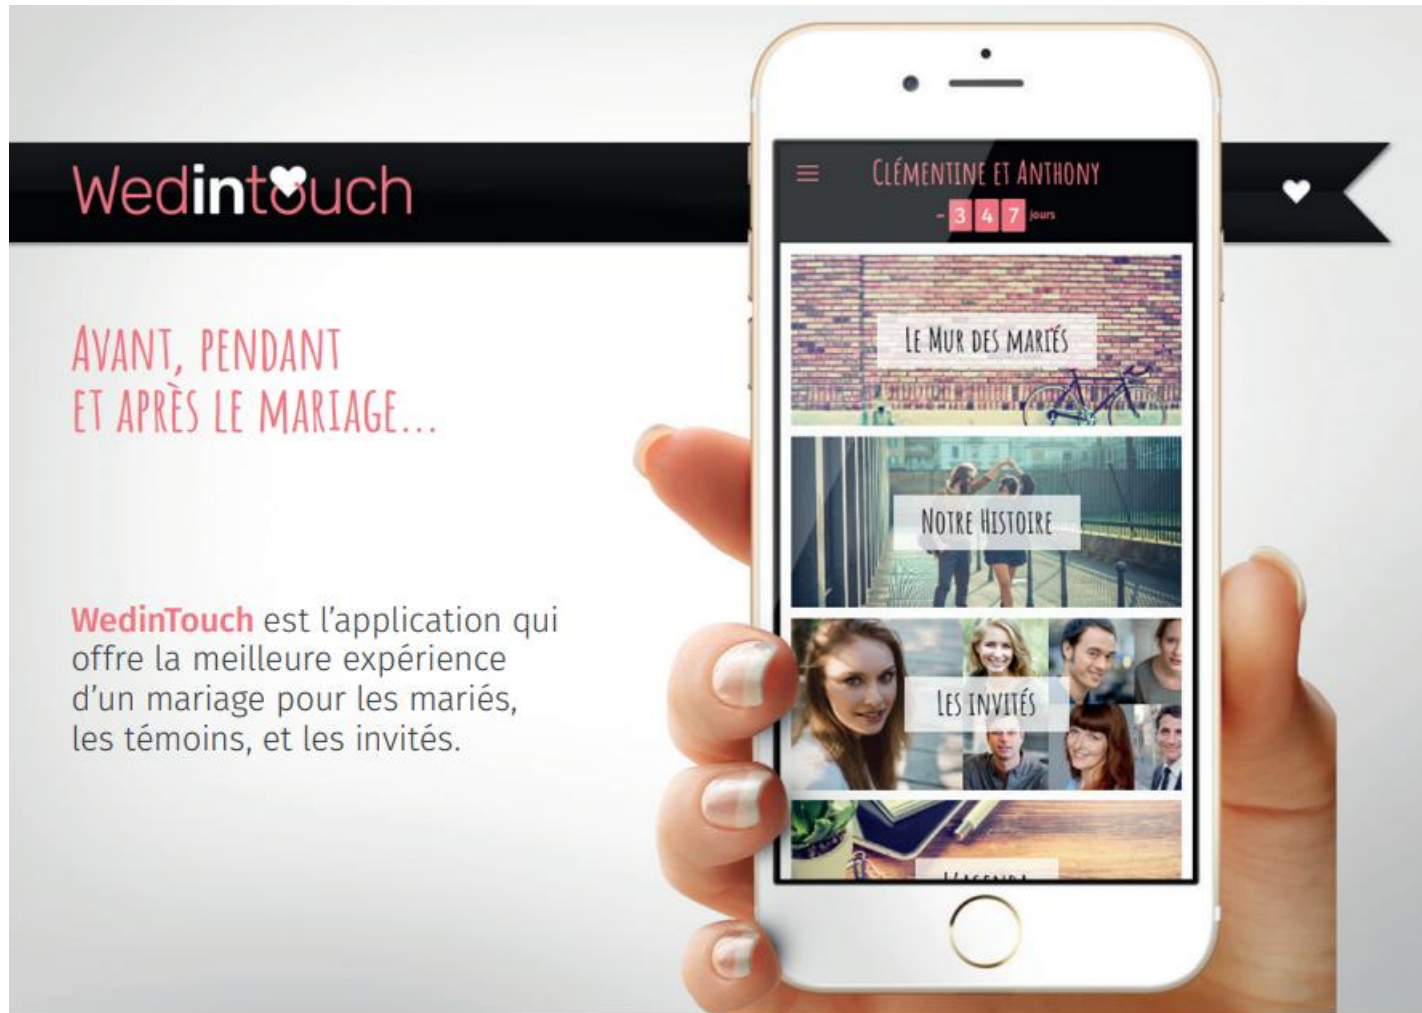 Wedintouch
AVANT, PENDANT
ET APRÈS LE MARIAGE...
WedinTouch est l’application qui
offre la meilleure expérience
d’un mariage pour les mariés,
les témoins, et les invités.
CLÉMENTINE ET ANTHONY
- 3 4 7 jours
LE MUR DES MARIÉS
NOTRE HISTOIRE
LES INVITÉS
L'AGENDA